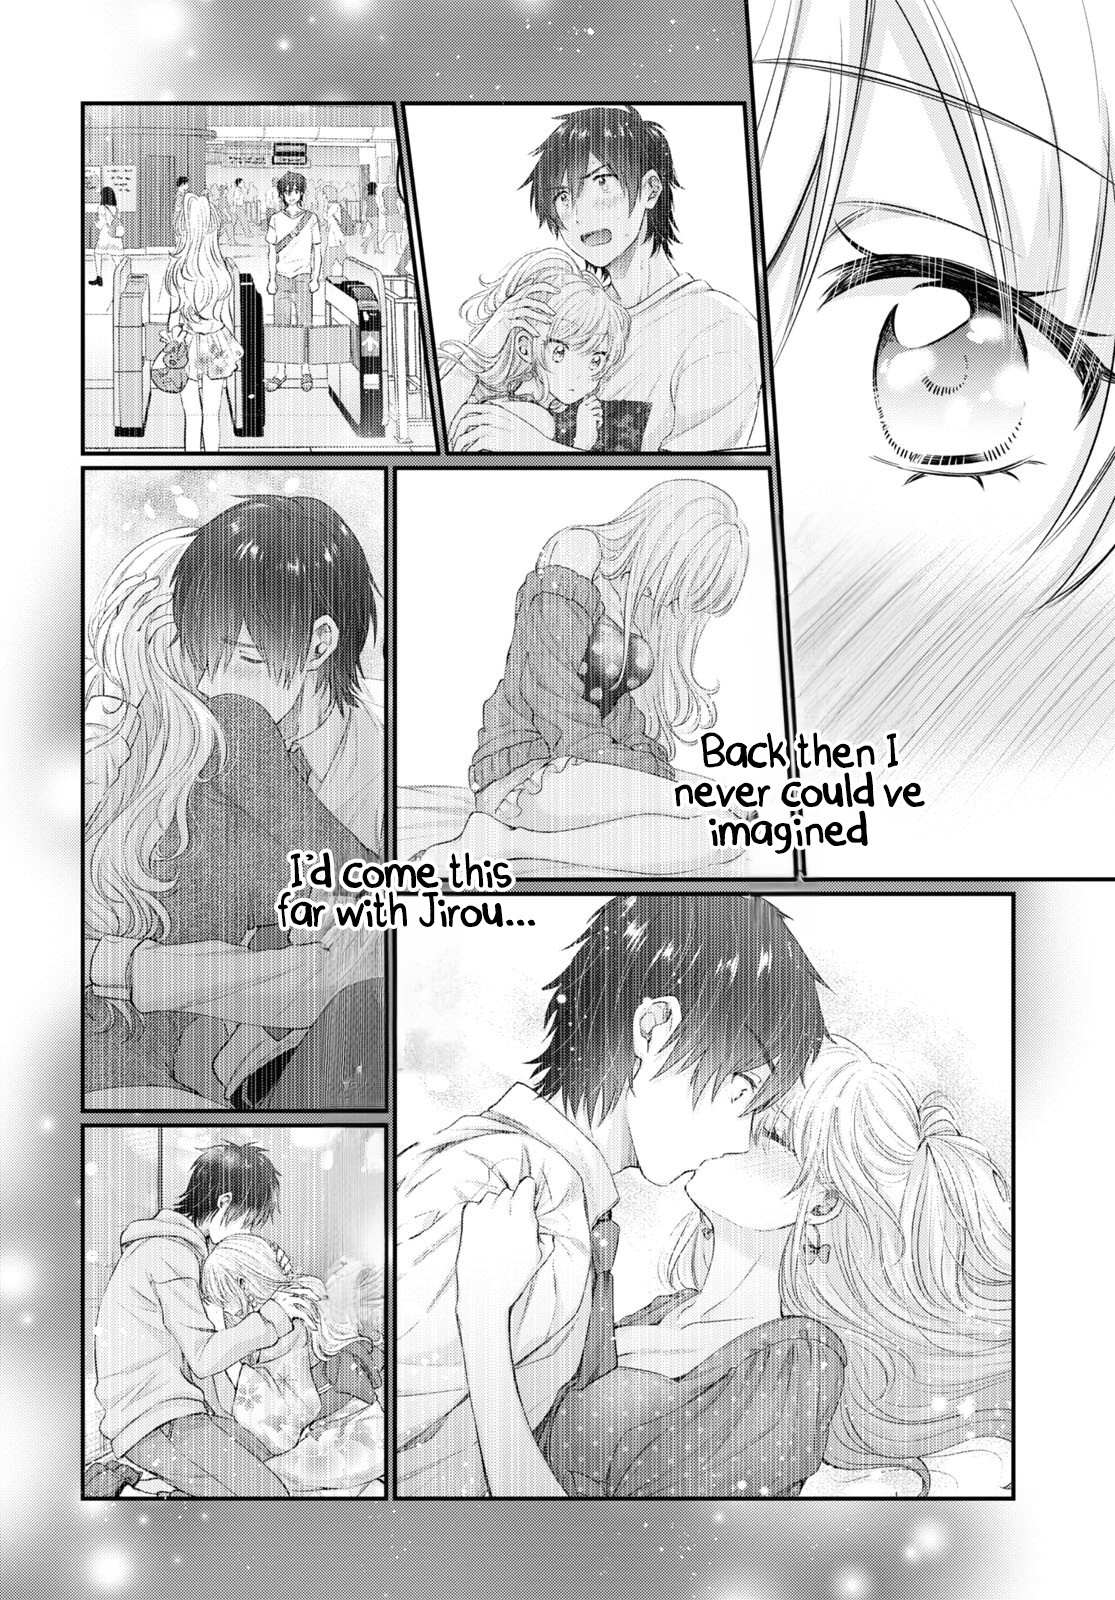 Back then I
never could've
imagined
I'd come this
far with Jirou...